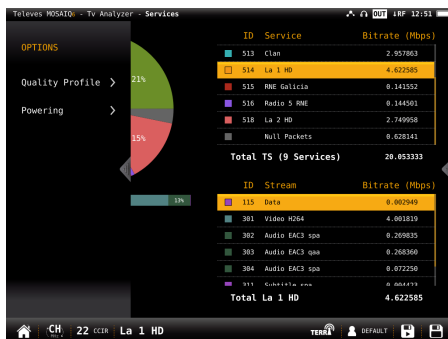 Televes MOSAIQ6 - Tv Analyzer - Services
OUT ↓RF 12:51
OPTIONS
Quality Profile
Powering
21%
15%
13%
ID Service Bitrate (Mbps)
513 Clan 2.957863
514 La 1 HD 4.622585
515 RNE Galicia 0.141552
516 Radio 5 RNE 0.144501
518 La 2 HD 2.749958
Null Packets 0.628141
Total TS (9 Services) 20.053333
ID Stream Bitrate (Mbps)
115 Data 0.002949
301 Video H264 4.001819
302 Audio EAC3 spa 0.269835
303 Audio EAC3 qaa 0.268360
304 Audio EAC3 spa 0.072250
311 Subtitle spa 0.004423
Total La 1 HD 4.622585
CH 22 CCIR La 1 HD
TERR DEFAULT